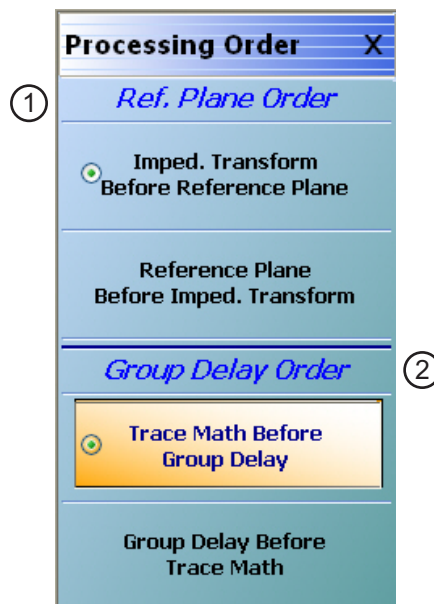 Processing Order X
1 Ref. Plane Order
Imped. Transform
Before Reference Plane
Reference Plane
Before Imped. Transform
Group Delay Order 2
Trace Math Before
Group Delay
Group Delay Before
Trace Math